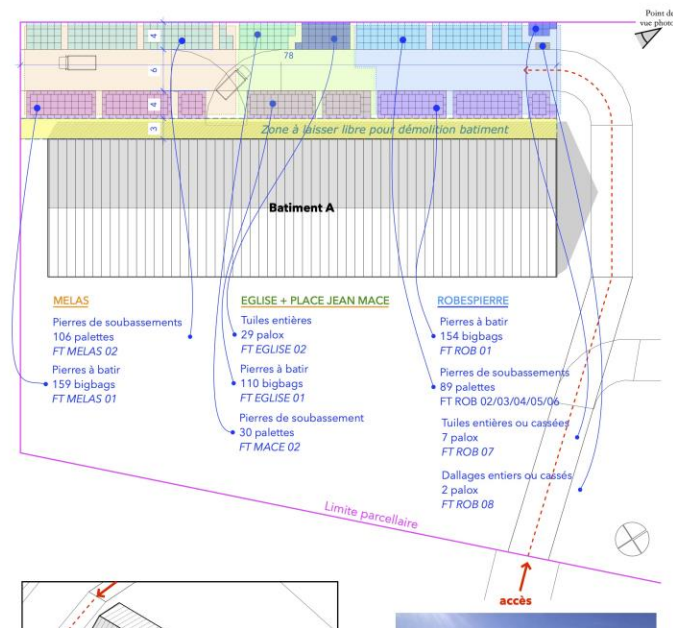 Point de
vue photo
4
78
6
4
3
Zone à laisser libre pour démolition batiment
Batiment A
MELAS
Pierres de soubassements
106 palettes
FT MELAS 02
Pierres à batir
159 bigbags
FT MELAS 01
EGLISE + PLACE JEAN MACE
Tuiles entières
29 palox
FT EGLISE 02
Pierres à batir
110 bigbags
FT EGLISE 01
Pierres de soubassement
30 palettes
FT MACE 02
ROBESPIERRE
Pierres à batir
154 bigbags
FT ROB 01
Pierres de soubassements
89 palettes
FT ROB 02/03/04/05/06
Tuiles entières ou cassées
7 palox
FT ROB 07
Dallages entiers ou cassés
2 palox
FT ROB 08
Limite parcellaire
accès